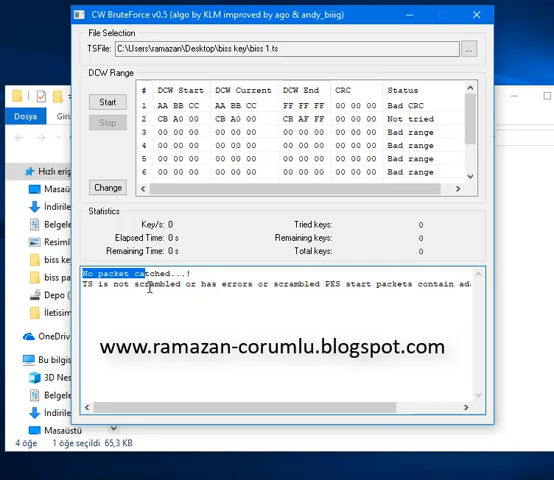 CW BruteForce v0.5 (algo by KLM improved by ago & andy_biiig)
File Selection
TSFile: C:\Users\ramazan\Desktop\biss key\biss 1.ts ...
DCW Range
# DCW Start DCW Current DCW End CRC Status
Start 1 AA BB CC AA BB CC FF FF FF 00 00 00 Bad CRC
Stop 2 CB A0 00 CB A0 00 CB AF FF 00 00 00 Not tried
3 00 00 00 00 00 00 00 00 00 00 00 00 Bad range
4 00 00 00 00 00 00 00 00 00 00 00 00 Bad range
5 00 00 00 00 00 00 00 00 00 00 00 00 Bad range
6 00 00 00 00 00 00 00 00 00 00 00 00 Bad range
Change
Statistics
Key/s: 0 Tried keys: 0
Elapsed Time: 0 s Remaining keys: 0
Remaining Time: 0 s Total keys: 0
No packet catched...!
TS is not scrambled or has errors or scrambled PES start packets contain ada
www.ramazan-corumlu.blogspot.com
Dosya
Giri
Hızlı eriş
Masaüs
İndirile
Belgele
Resiml
biss key
biss pa
Depo (
İletisim
OneDrive
Bu bilgis
3D Nes
Belgele
İndirile
Masaüstü
4 öğe 1 öğe seçildi 65,3 KB